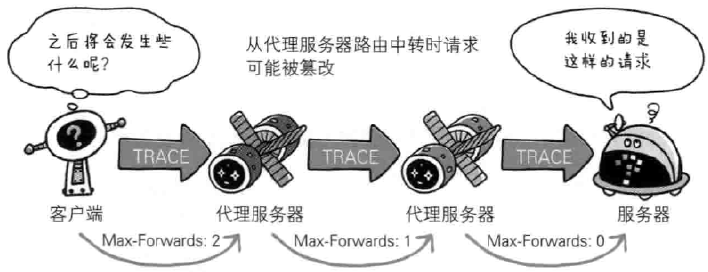 之后将会发生些
什么呢?
从代理服务器路由中转时请求
可能被篡改
我收到的是
这样的请求
?
TRACE
TRACE
TRACE
客户端
代理服务器
代理服务器
服务器
Max-Forwards: 2
Max-Forwards: 1
Max-Forwards: 0